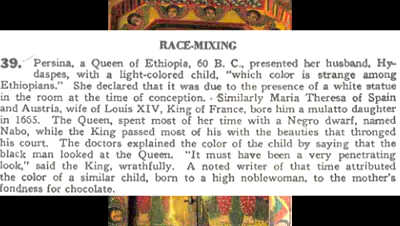 RACE-MIXING
39. Persina, a Queen of Ethiopia, 60 B. C., presented her husband, Hy-
daspes, with a light-colored child, "which color is strange among
Ethiopians." She declared that it was due to the presence of a white statue
in the room at the time of conception. Similarly Maria Theresa of Spain
and Austria, wife of Louis XIV, King of France, bore him a mulatto daughter
in 1665. The Queen, spent most of her time with a Negro dwarf, named
Nabo, while the King passed most of his with the beauties that thronged
his court. The doctors explained the color of the child by saying that the
black man looked at the Queen. "It must have been a very penetrating
look," said the King, wrathfully. A noted writer of that time attributed
the color of a similar child, born to a high noblewoman, to the mother's
fondness for chocolate.